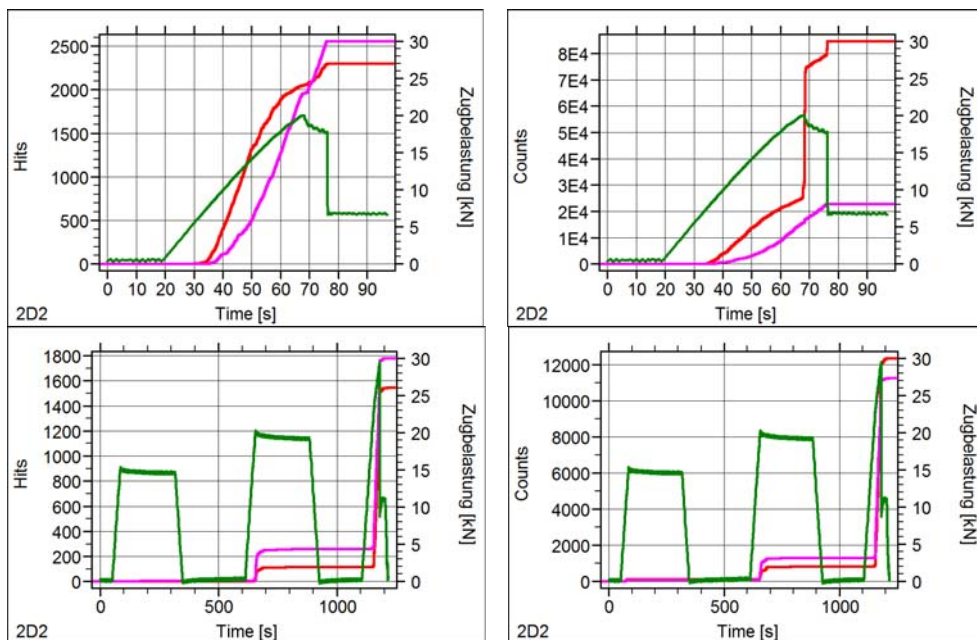 2500
2000
1500
1000
500
0
Hits
30
25
20
15
10
5
0
Zugbelastung [kN]
0 10 20 30 40 50 60 70 80 90
Time [s]
2D2
8E4
7E4
6E4
5E4
4E4
3E4
2E4
1E4
0
Counts
30
25
20
15
10
5
0
Zugbelastung [kN]
0 10 20 30 40 50 60 70 80 90
Time [s]
2D2
1800
1600
1400
1200
1000
800
600
400
200
0
Hits
30
25
20
15
10
5
0
Zugbelastung [kN]
0 500 1000
Time [s]
2D2
12000
10000
8000
6000
4000
2000
0
Counts
30
25
20
15
10
5
0
Zugbelastung [kN]
0 500 1000
Time [s]
2D2